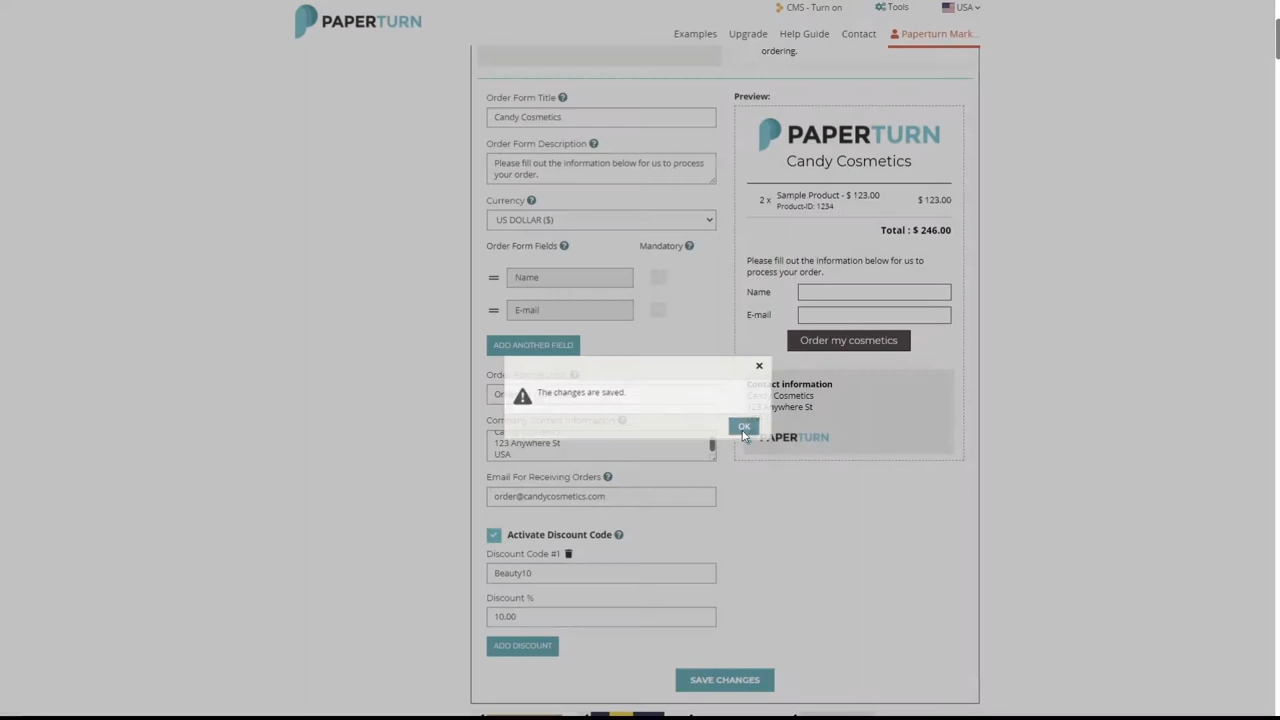 PAPERTURN
CMS - Turn on
Tools
USA
Examples
Upgrade
Help Guide
Contact
Paperturn Mark...
ordering.
Order Form Title
Candy Cosmetics
Order Form Description
Please fill out the information below for us to process
your order.
Currency
US DOLLAR ($)
Order Form Fields
Mandatory
Name
E-mail
ADD ANOTHER FIELD
The changes are saved.
OK
Company Contact Information
123 Anywhere St
USA
Email For Receiving Orders
order@candycosmetics.com
Activate Discount Code
Discount Code #1
Beauty10
Discount %
10,00
ADD DISCOUNT
SAVE CHANGES
Preview:
PAPERTURN
Candy Cosmetics
2 x
Sample Product - $ 123.00
$ 123.00
Product-ID: 1234
Total : $ 246.00
Please fill out the information below for us to
process your order.
Name
E-mail
Order my cosmetics
Contact information
Candy Cosmetics
123 Anywhere St
PAPERTURN